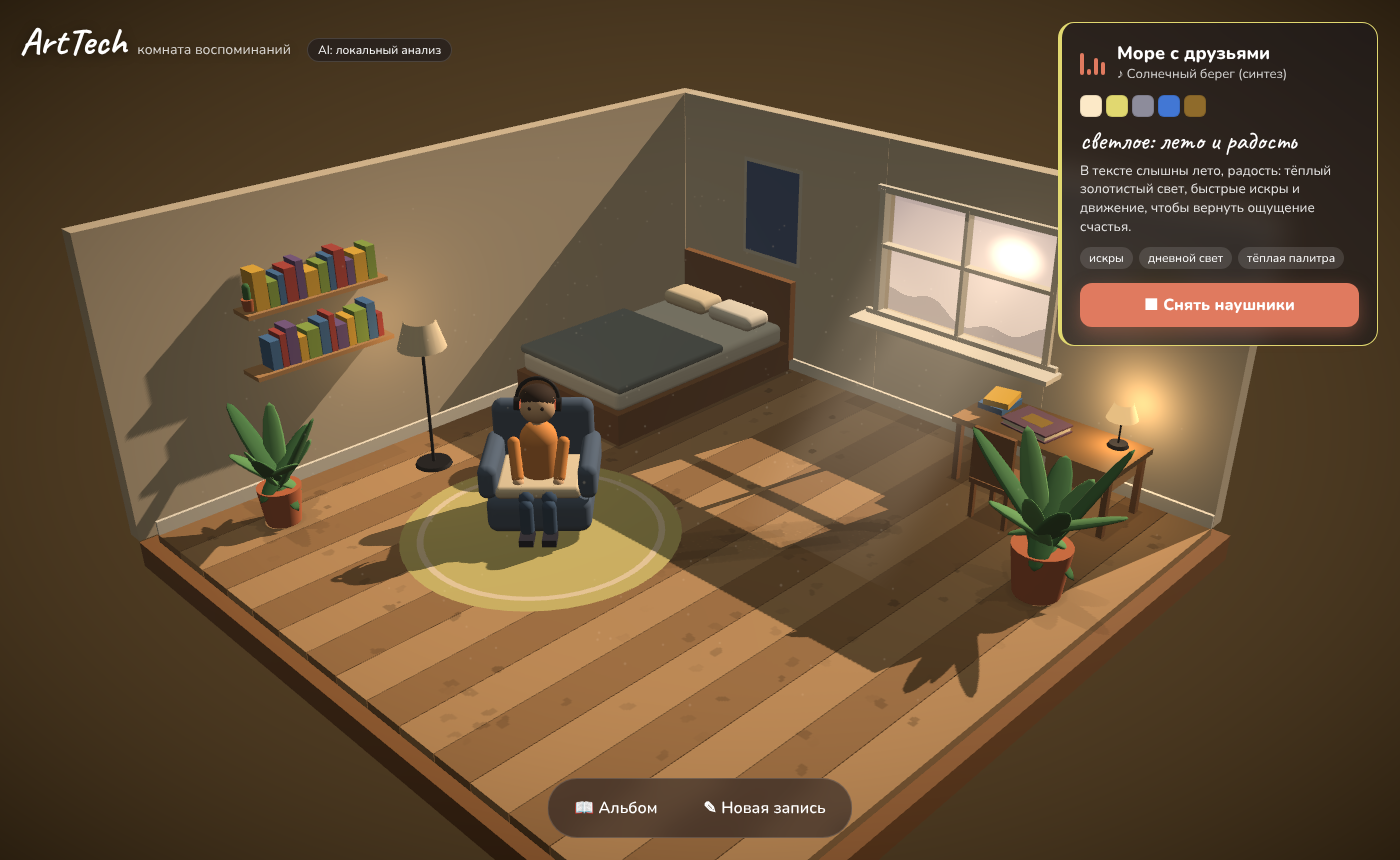 ArtTech комната воспоминаний AI: локальный анализ
Море с друзьями
♪ Солнечный берег (синтез)
светлое: лето и радость
В тексте слышны лето, радость: тёплый
золотистый свет, быстрые искры и
движение, чтобы вернуть ощущение
счастья.
искры дневной свет тёплая палитра
■ Снять наушники
📖 Альбом ✎ Новая запись